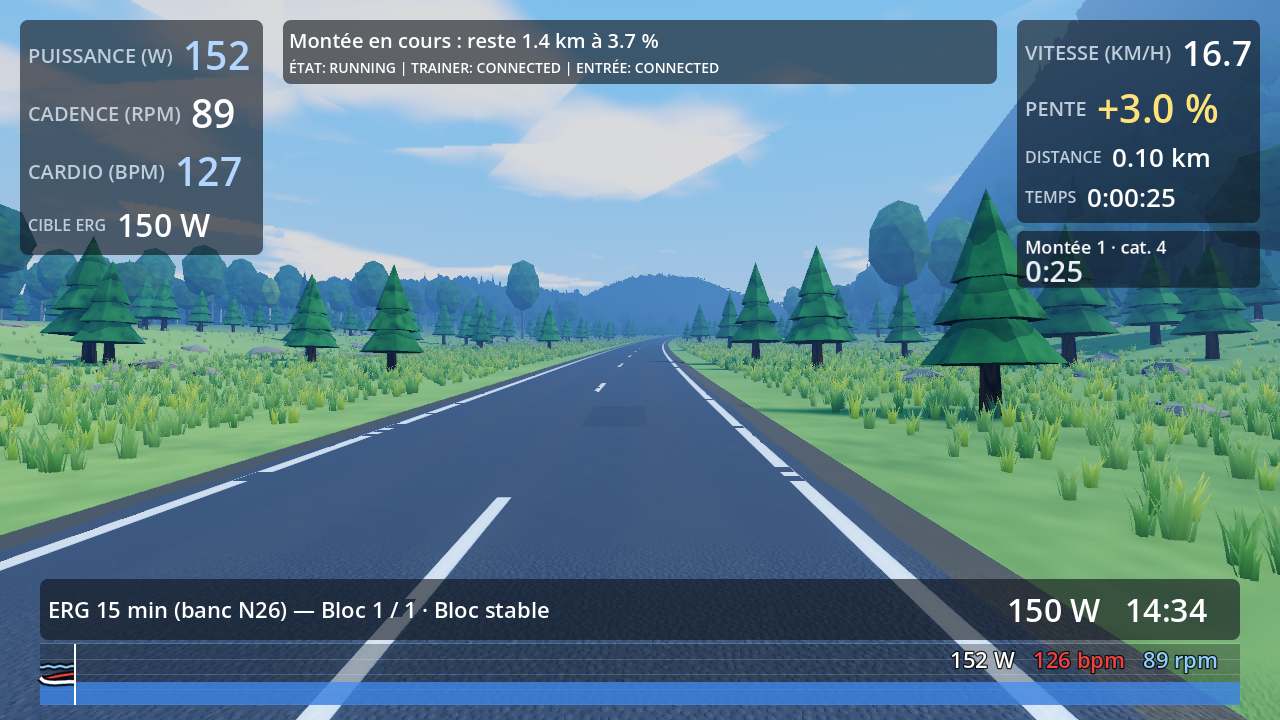 PUISSANCE (W) 152
CADENCE (RPM) 89
CARDIO (BPM) 127
CIBLE ERG 150 W
Montée en cours : reste 1.4 km à 3.7 %
ÉTAT: RUNNING | TRAINER: CONNECTED | ENTRÉE: CONNECTED
VITESSE (KM/H) 16.7
PENTE +3.0 %
DISTANCE 0.10 km
TEMPS 0:00:25
Montée 1 · cat. 4
0:25
ERG 15 min (banc N26) — Bloc 1 / 1 · Bloc stable 150 W 14:34
152 W 126 bpm 89 rpm